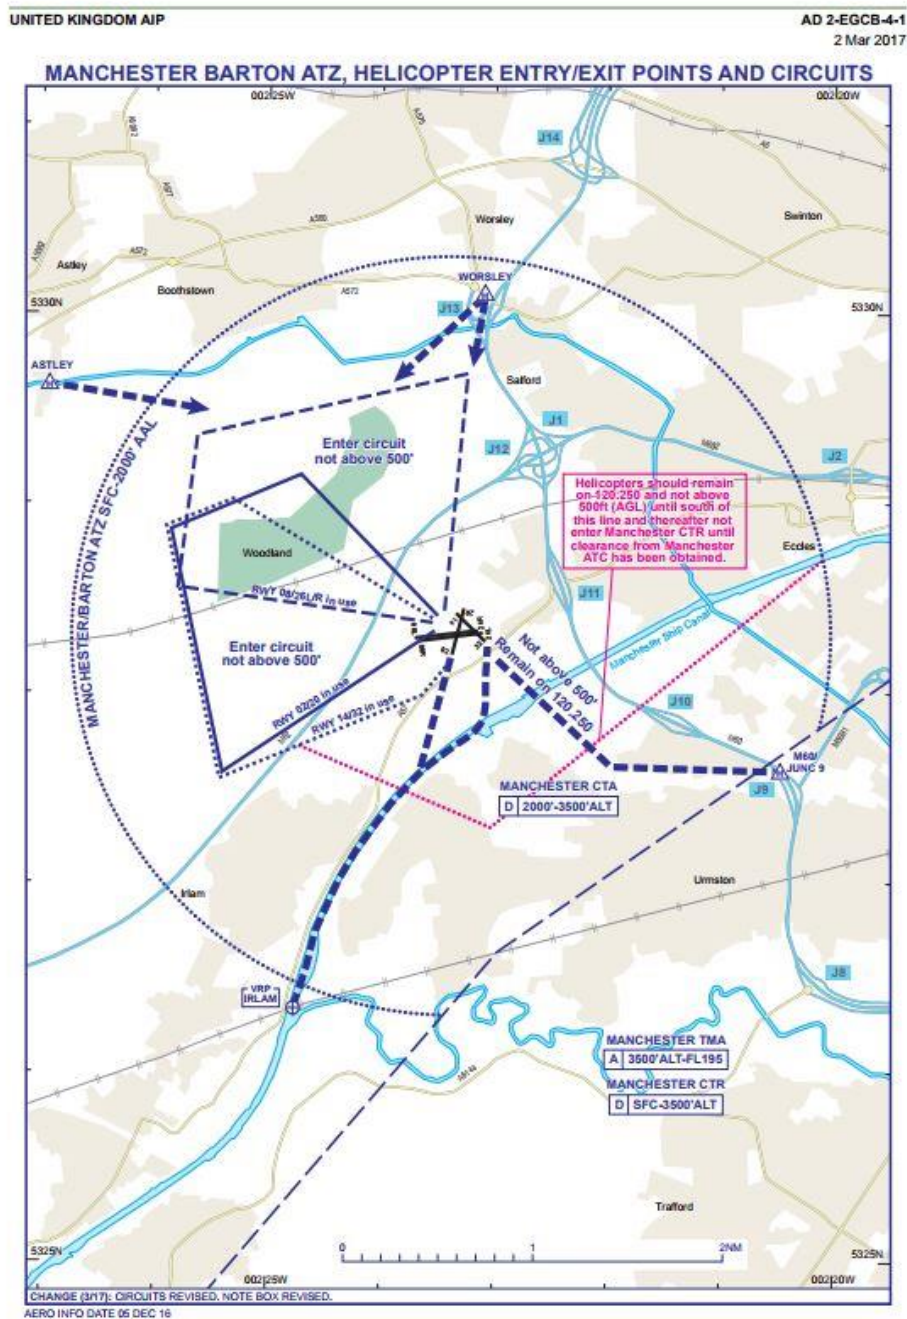 UNITED KINGDOM AIP
AD 2-EGCB-4-1
2 Mar 2017
MANCHESTER BARTON ATZ, HELICOPTER ENTRY/EXIT POINTS AND CIRCUITS
002|25W
002|20W
J14
A580
A572
A6
Worsley
Swinton
Astley
Boothstown
WORSLEY
A572
J13
5330N
5330N
ASTLEY
Salford
J1
J12
M602
J2
MANCHESTER/BARTON ATZ SFC-2000' AAL
Enter circuit
not above 500'
Helicopters should remain
on 120.250 and not above
500ft (AGL) until south of
this line and thereafter not
enter Manchester CTR until
clearance from Manchester
ATC has been obtained.
Eccles
Woodland
RWY 08/26L/R in use
J11
Enter circuit
not above 500'
Not above 500'
Remain on 120.250
Manchester Ship Canal
RWY 02/20 in use
RWY 14/32 in use
J10
M60
M60/
JUNC 9
J9
MANCHESTER CTA
D 2000'-3500'ALT
Irlam
Urmston
J8
VRP
IRLAM
MANCHESTER TMA
A 3500'ALT-FL195
MANCHESTER CTR
D SFC-3500'ALT
Trafford
0 1 2NM
5325N
5325N
002|25W
002|20W
CHANGE (3/17): CIRCUITS REVISED. NOTE BOX REVISED.
AERO INFO DATE 05 DEC 16